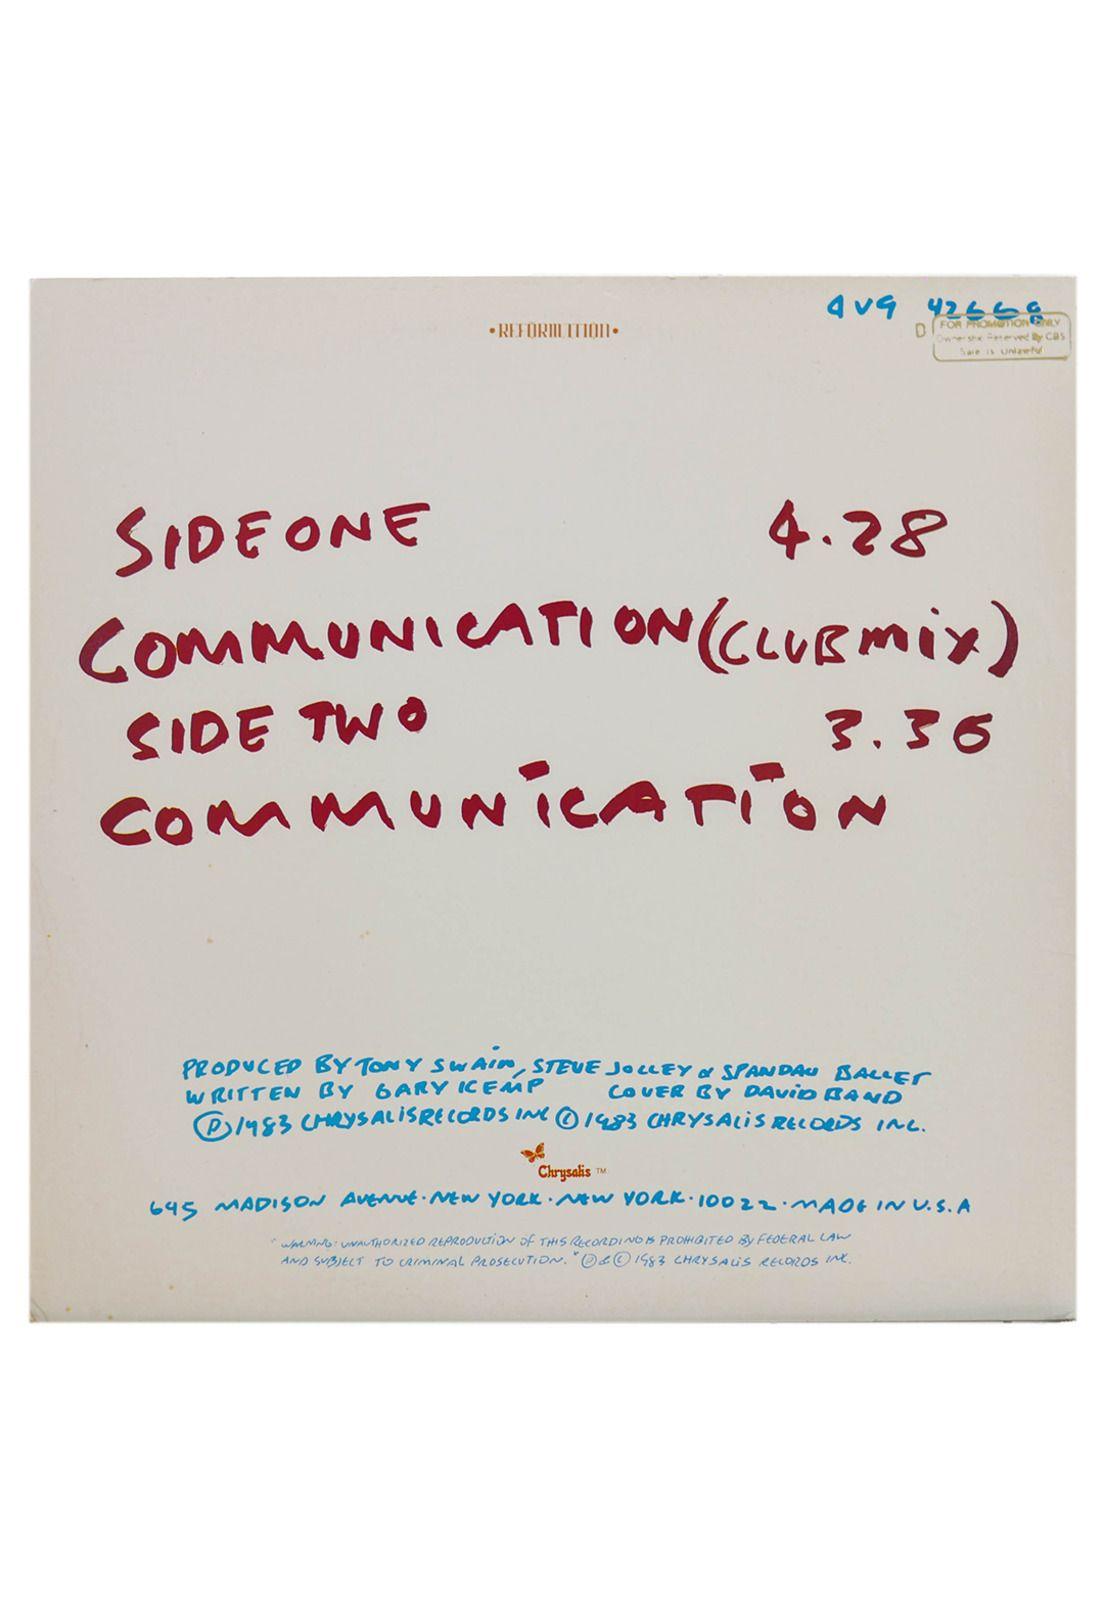 4V9 42668
•REFORMATION•
D FOR PROMOTION ONLY
Ownership Reserved By CBS
Sale is Unlawful
SIDE ONE 4.28
COMMUNICATION (CLUB MIX)
SIDE TWO 3.36
COMMUNICATION
PRODUCED BY TONY SWAIN, STEVE JOLLEY & SPANDAU BALLET
WRITTEN BY GARY KEMP COVER BY DAVID BAND
Ⓟ 1983 CHRYSALIS RECORDS INC © 1983 CHRYSALIS RECORDS INC.
Chrysalis ™
645 MADISON AVENUE · NEW YORK · NEW YORK · 10022 · MADE IN U.S.A
"WARNING: UNAUTHORIZED REPRODUCTION OF THIS RECORDING IS PROHIBITED BY FEDERAL LAW
AND SUBJECT TO CRIMINAL PROSECUTION." Ⓟ & © 1983 CHRYSALIS RECORDS INC.